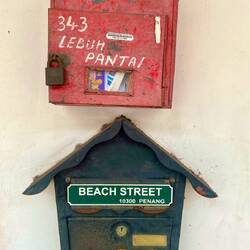 343
LEBUH
PANTAI
BEACH STREET
10300 PENANG